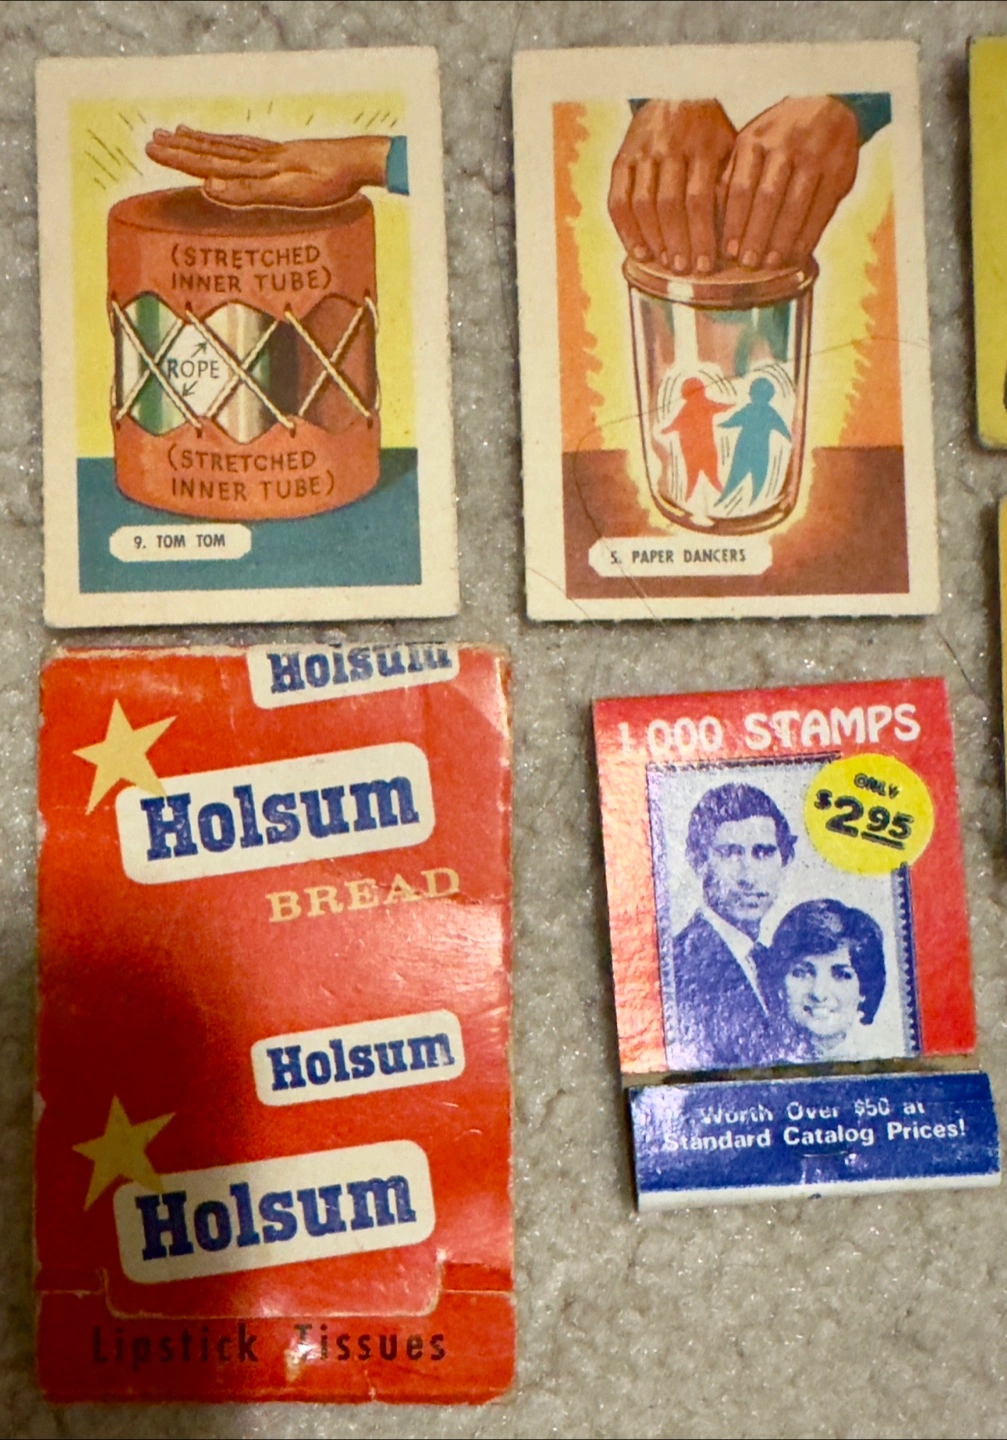 (STRETCHED
INNER TUBE)
ROPE
(STRETCHED
INNER TUBE)
9. TOM TOM
5. PAPER DANCERS
Holsum
Holsum
BREAD
Holsum
Holsum
Lipstick Tissues
1,000 STAMPS
ONLY
$2.95
Worth Over $50 at
Standard Catalog Prices!